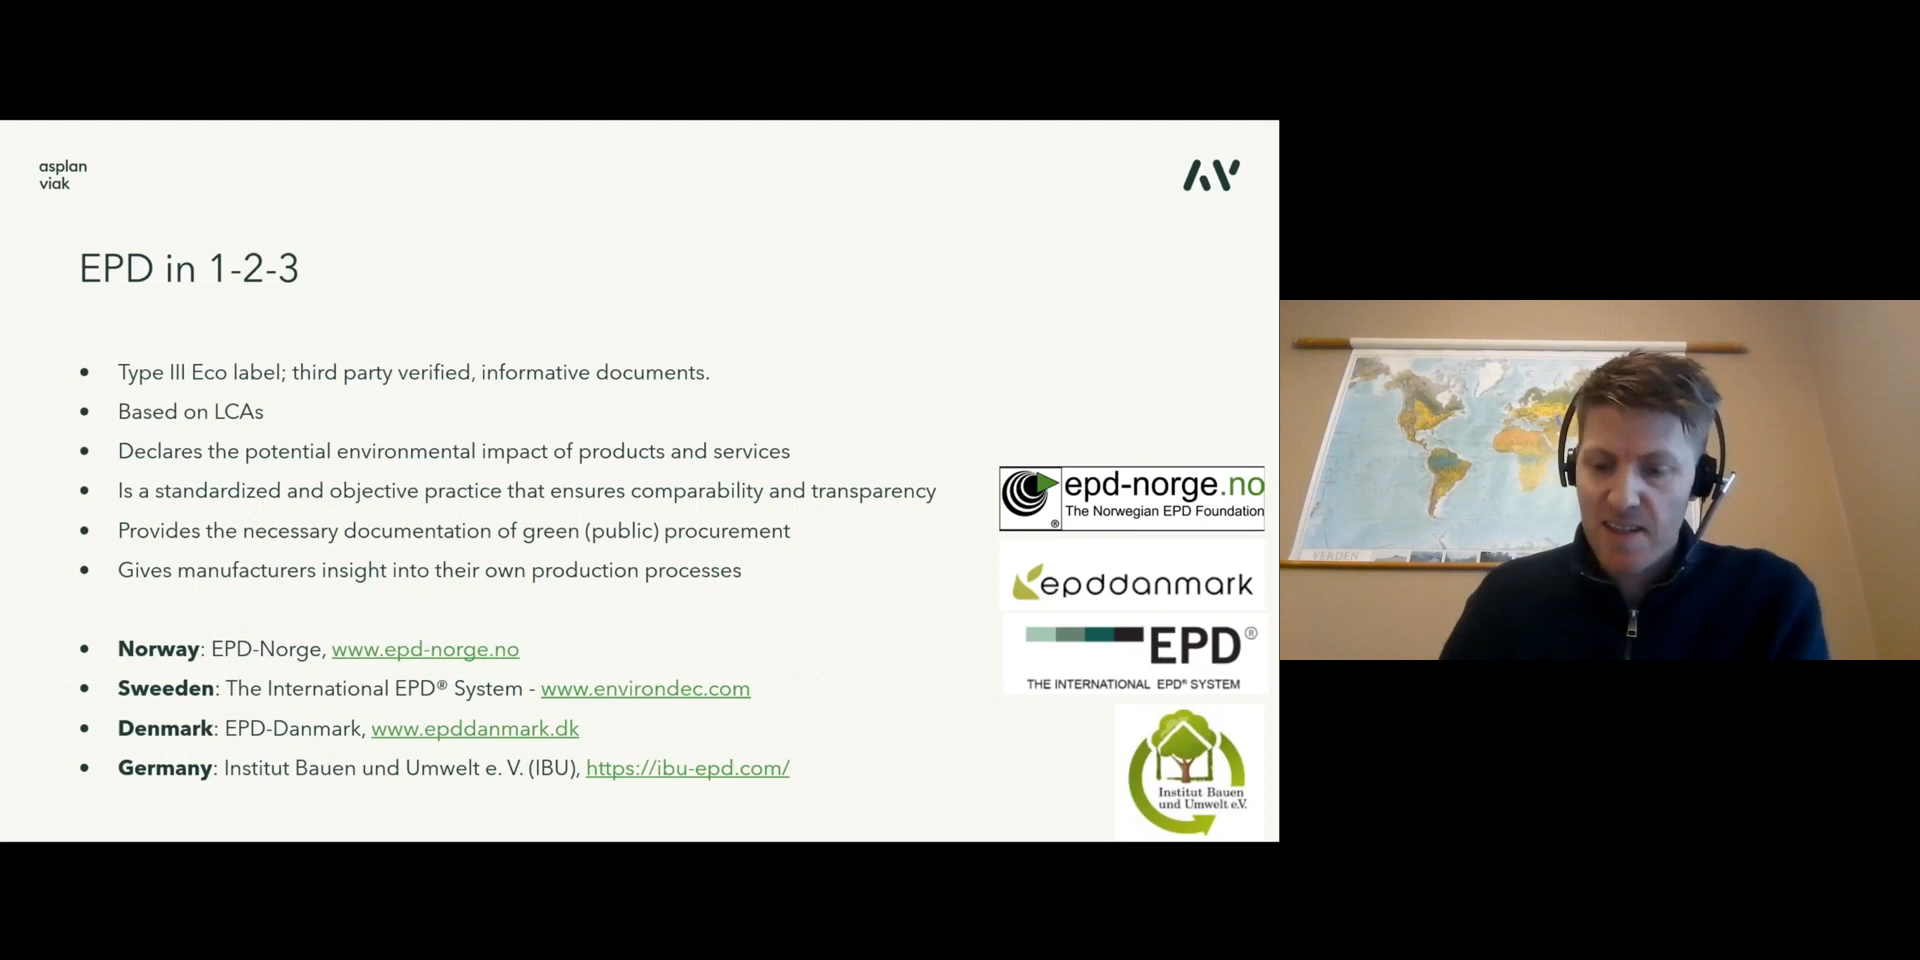 asplan
viak
EPD in 1-2-3
• Type III Eco label; third party verified, informative documents.
• Based on LCAs
• Declares the potential environmental impact of products and services
• Is a standardized and objective practice that ensures comparability and transparency
• Provides the necessary documentation of green (public) procurement
• Gives manufacturers insight into their own production processes
• Norway: EPD-Norge, www.epd-norge.no
• Sweeden: The International EPD® System - www.environdec.com
• Denmark: EPD-Danmark, www.epddanmark.dk
• Germany: Institut Bauen und Umwelt e. V. (IBU), https://ibu-epd.com/
epd-norge.no
The Norwegian EPD Foundation
®
epddanmark
EPD®
THE INTERNATIONAL EPD® SYSTEM
Institut Bauen
und Umwelt e.V.
VERDEN